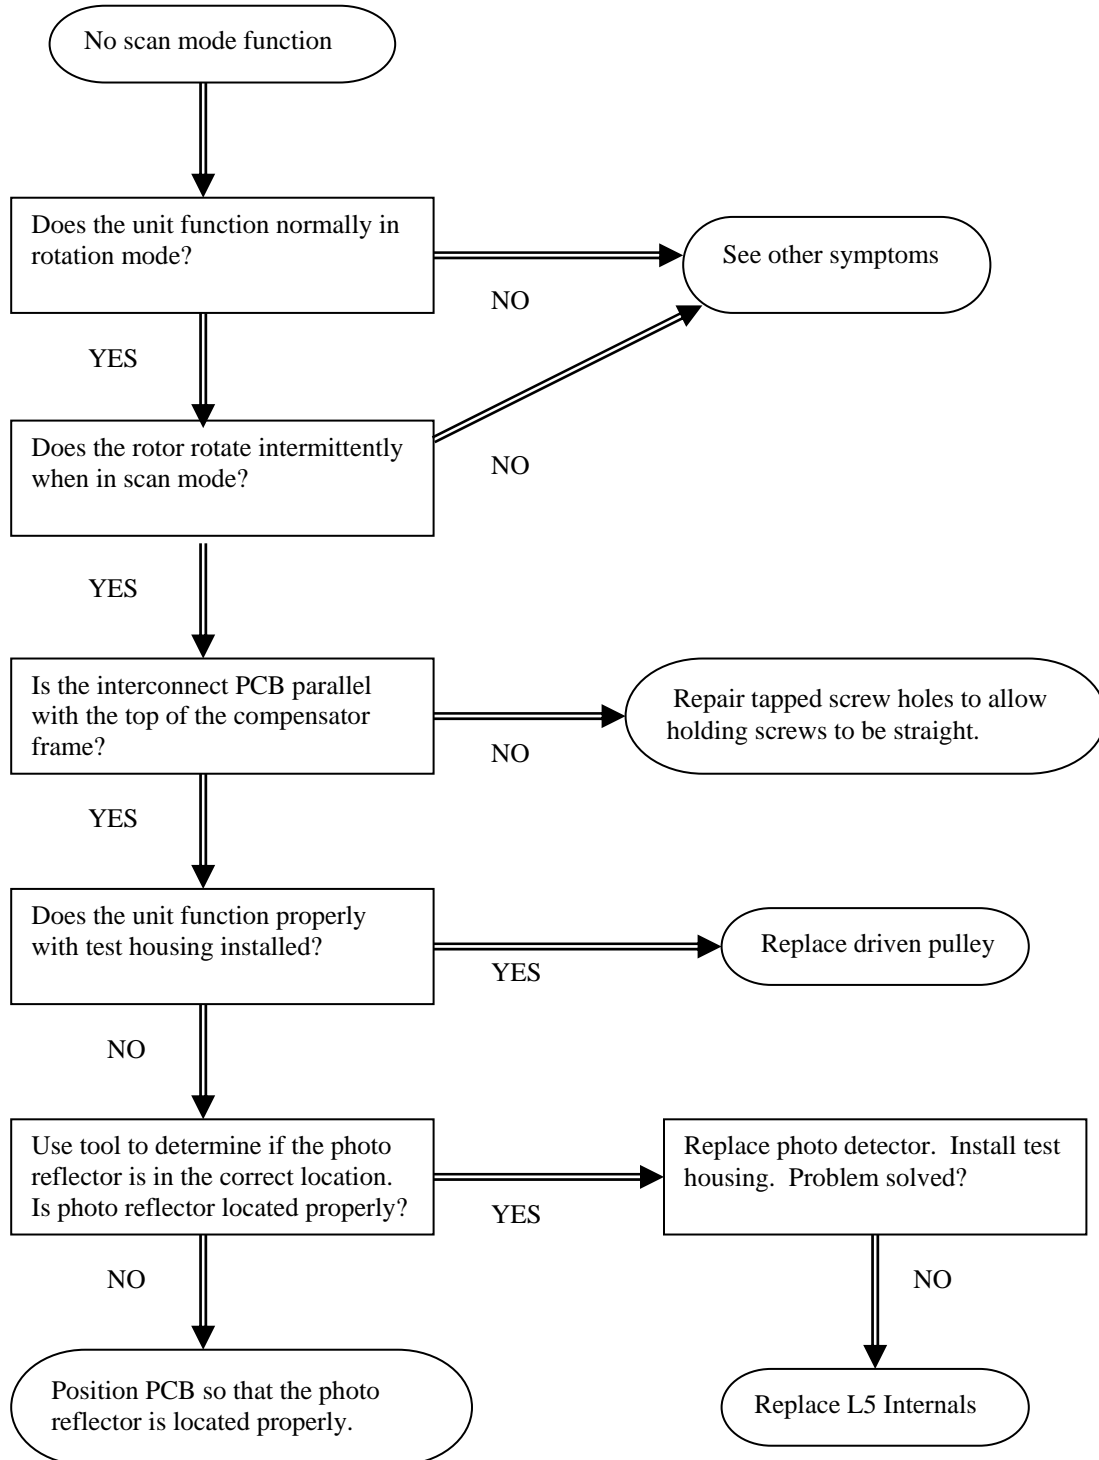 No scan mode function
Does the unit function normally in
rotation mode?
See other symptoms
NO
YES
Does the rotor rotate intermittently
when in scan mode?
NO
YES
Is the interconnect PCB parallel
with the top of the compensator
frame?
Repair tapped screw holes to allow
holding screws to be straight.
NO
YES
Does the unit function properly
with test housing installed?
Replace driven pulley
YES
NO
Use tool to determine if the photo
reflector is in the correct location.
Is photo reflector located properly?
Replace photo detector.  Install test
housing.  Problem solved?
YES
NO
NO
Position PCB so that the photo
reflector is located properly.
Replace L5 Internals